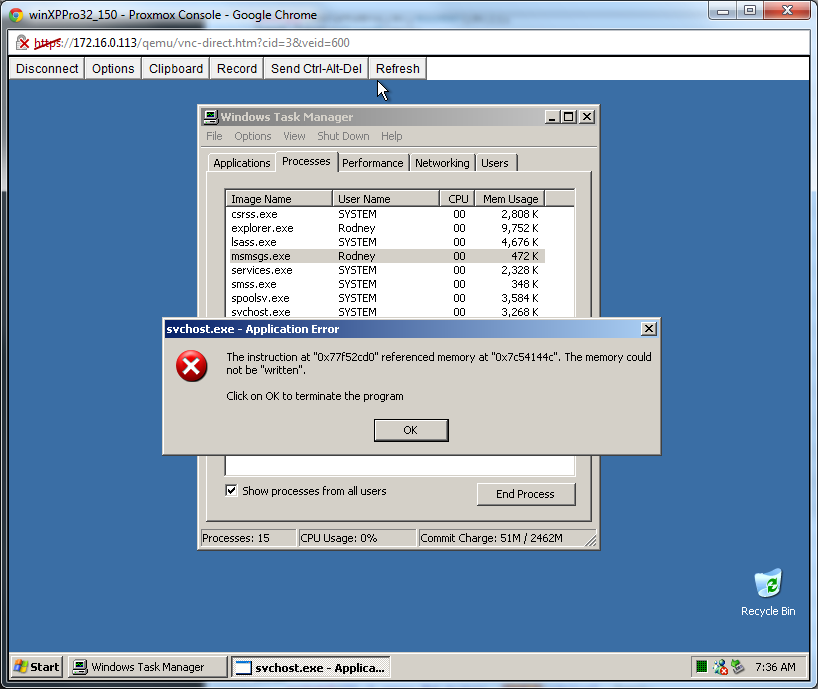 winXPPro32_150 - Proxmox Console - Google Chrome
https://172.16.0.113/qemu/vnc-direct.htm?cid=3&veid=600
Disconnect Options Clipboard Record Send Ctrl-Alt-Del Refresh
Windows Task Manager
File Options View Shut Down Help
Applications Processes Performance Networking Users
Image Name User Name CPU Mem Usage
csrss.exe SYSTEM 00 2,808 K
explorer.exe Rodney 00 9,752 K
lsass.exe SYSTEM 00 4,676 K
msmsgs.exe Rodney 00 472 K
services.exe SYSTEM 00 2,328 K
smss.exe SYSTEM 00 348 K
spoolsv.exe SYSTEM 00 3,584 K
svchost.exe SYSTEM 00 3,268 K
svchost.exe - Application Error
The instruction at "0x77f52cd0" referenced memory at "0x7c54144c". The memory could
not be "written".
Click on OK to terminate the program
OK
Show processes from all users
End Process
Processes: 15 CPU Usage: 0% Commit Charge: 51M / 2462M
Recycle Bin
Start Windows Task Manager svchost.exe - Applica... 7:36 AM